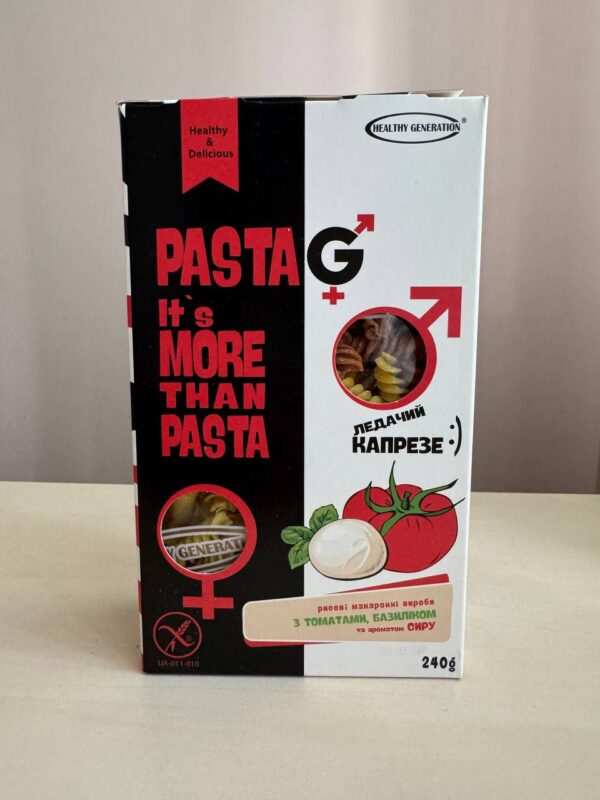 Healthy
&
Delicious
HEALTHY GENERATION®
PASTA G
It`s
MORE
THAN
PASTA
ЛЕДАЧИЙ
КАПРЕЗЕ :)
GENERAT
рисові макаронні вироби
З ТОМАТАМИ, БАЗИЛІКОМ
та ароматом СИРУ
UA-011-010
240g